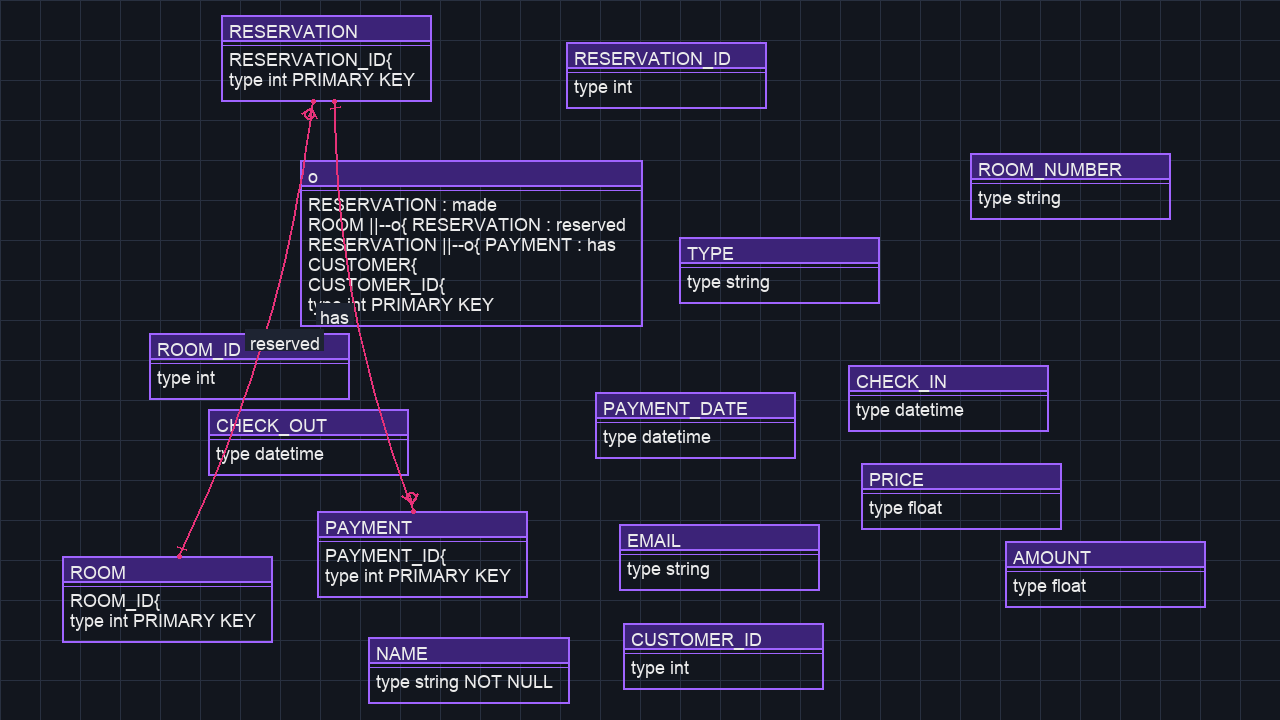 RESERVATION
RESERVATION_ID{
type int PRIMARY KEY
RESERVATION_ID
type int
ROOM_NUMBER
type string
o
RESERVATION : made
ROOM ||--o{ RESERVATION : reserved
RESERVATION ||--o{ PAYMENT : has
CUSTOMER{
CUSTOMER_ID{
type int PRIMARY KEY
has
TYPE
type string
reserved
ROOM_ID
type int
CHECK_OUT
type datetime
PAYMENT_DATE
type datetime
CHECK_IN
type datetime
PRICE
type float
PAYMENT
PAYMENT_ID{
type int PRIMARY KEY
EMAIL
type string
AMOUNT
type float
ROOM
ROOM_ID{
type int PRIMARY KEY
NAME
type string NOT NULL
CUSTOMER_ID
type int